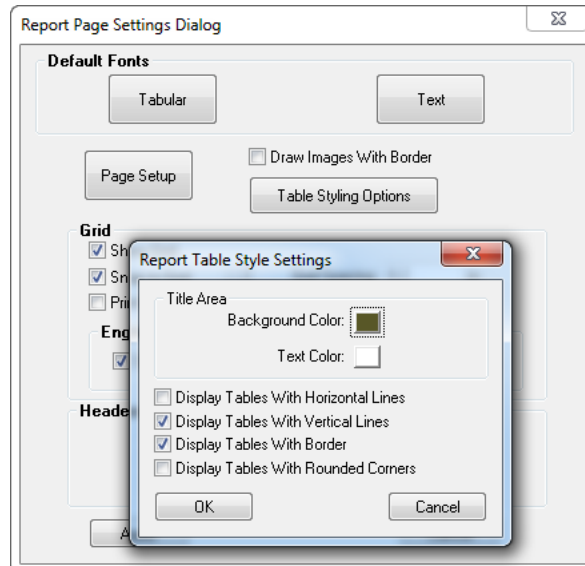 Report Page Settings Dialog
Default Fonts
Tabular
Text
Page Setup
Draw Images With Border
Table Styling Options
Grid
Report Table Style Settings
Title Area
Background Color:
Text Color:
Display Tables With Horizontal Lines
Display Tables With Vertical Lines
Display Tables With Border
Display Tables With Rounded Corners
OK
Cancel